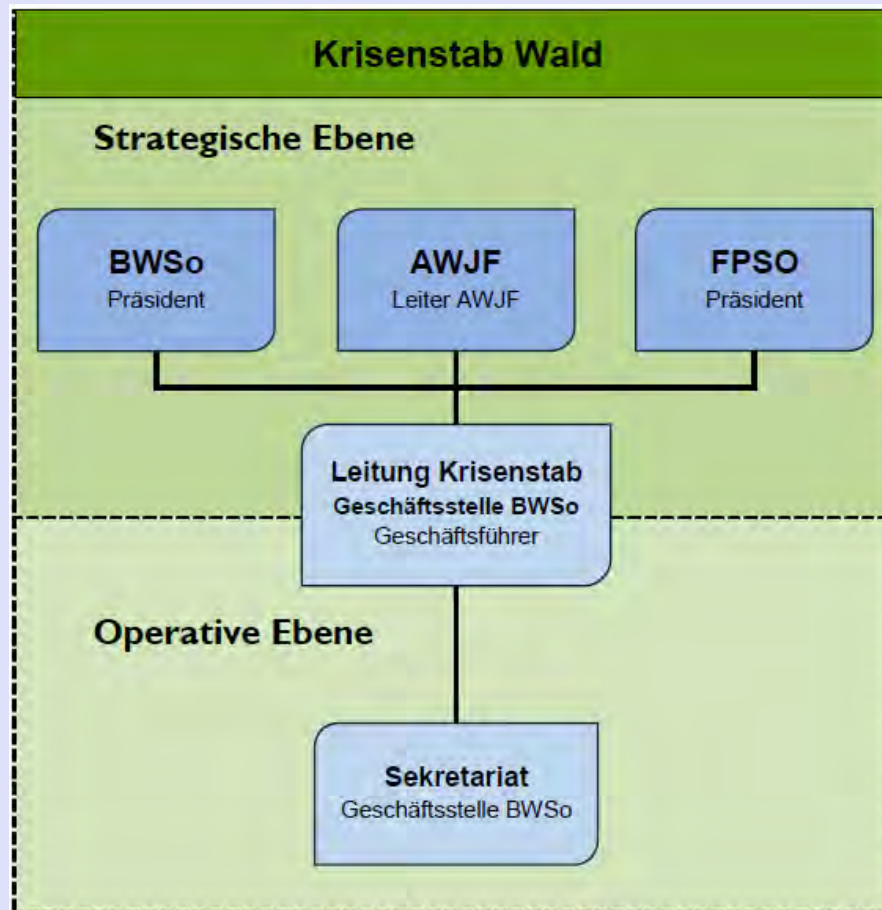 Krisenstab Wald
Strategische Ebene
BWSo
Präsident
AWJF
Leiter AWJF
FPSO
Präsident
Leitung Krisenstab
Geschäftsstelle BWSo
Geschäftsführer
Operative Ebene
Sekretariat
Geschäftsstelle BWSo